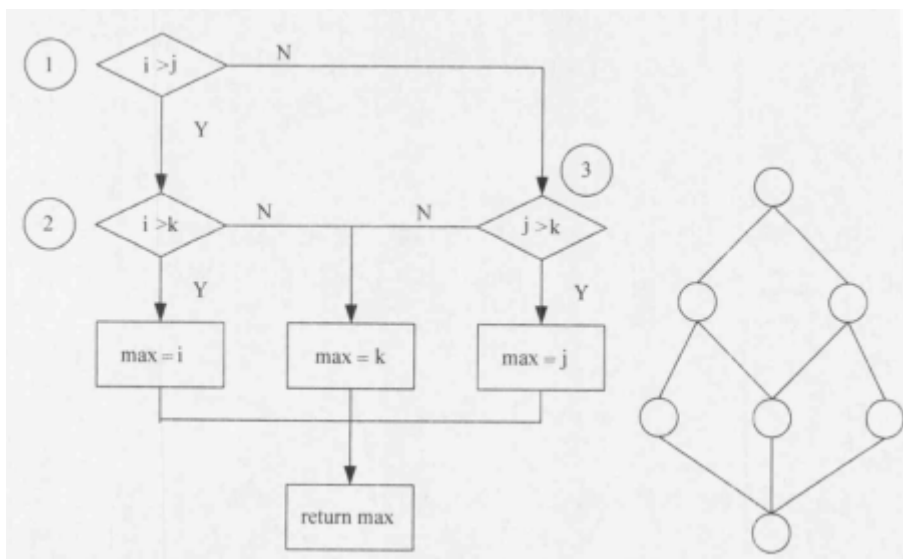 1
i >j
N
Y
3
2
i >k
N
N
j >k
Y
Y
max = i
max = k
max = j
return max